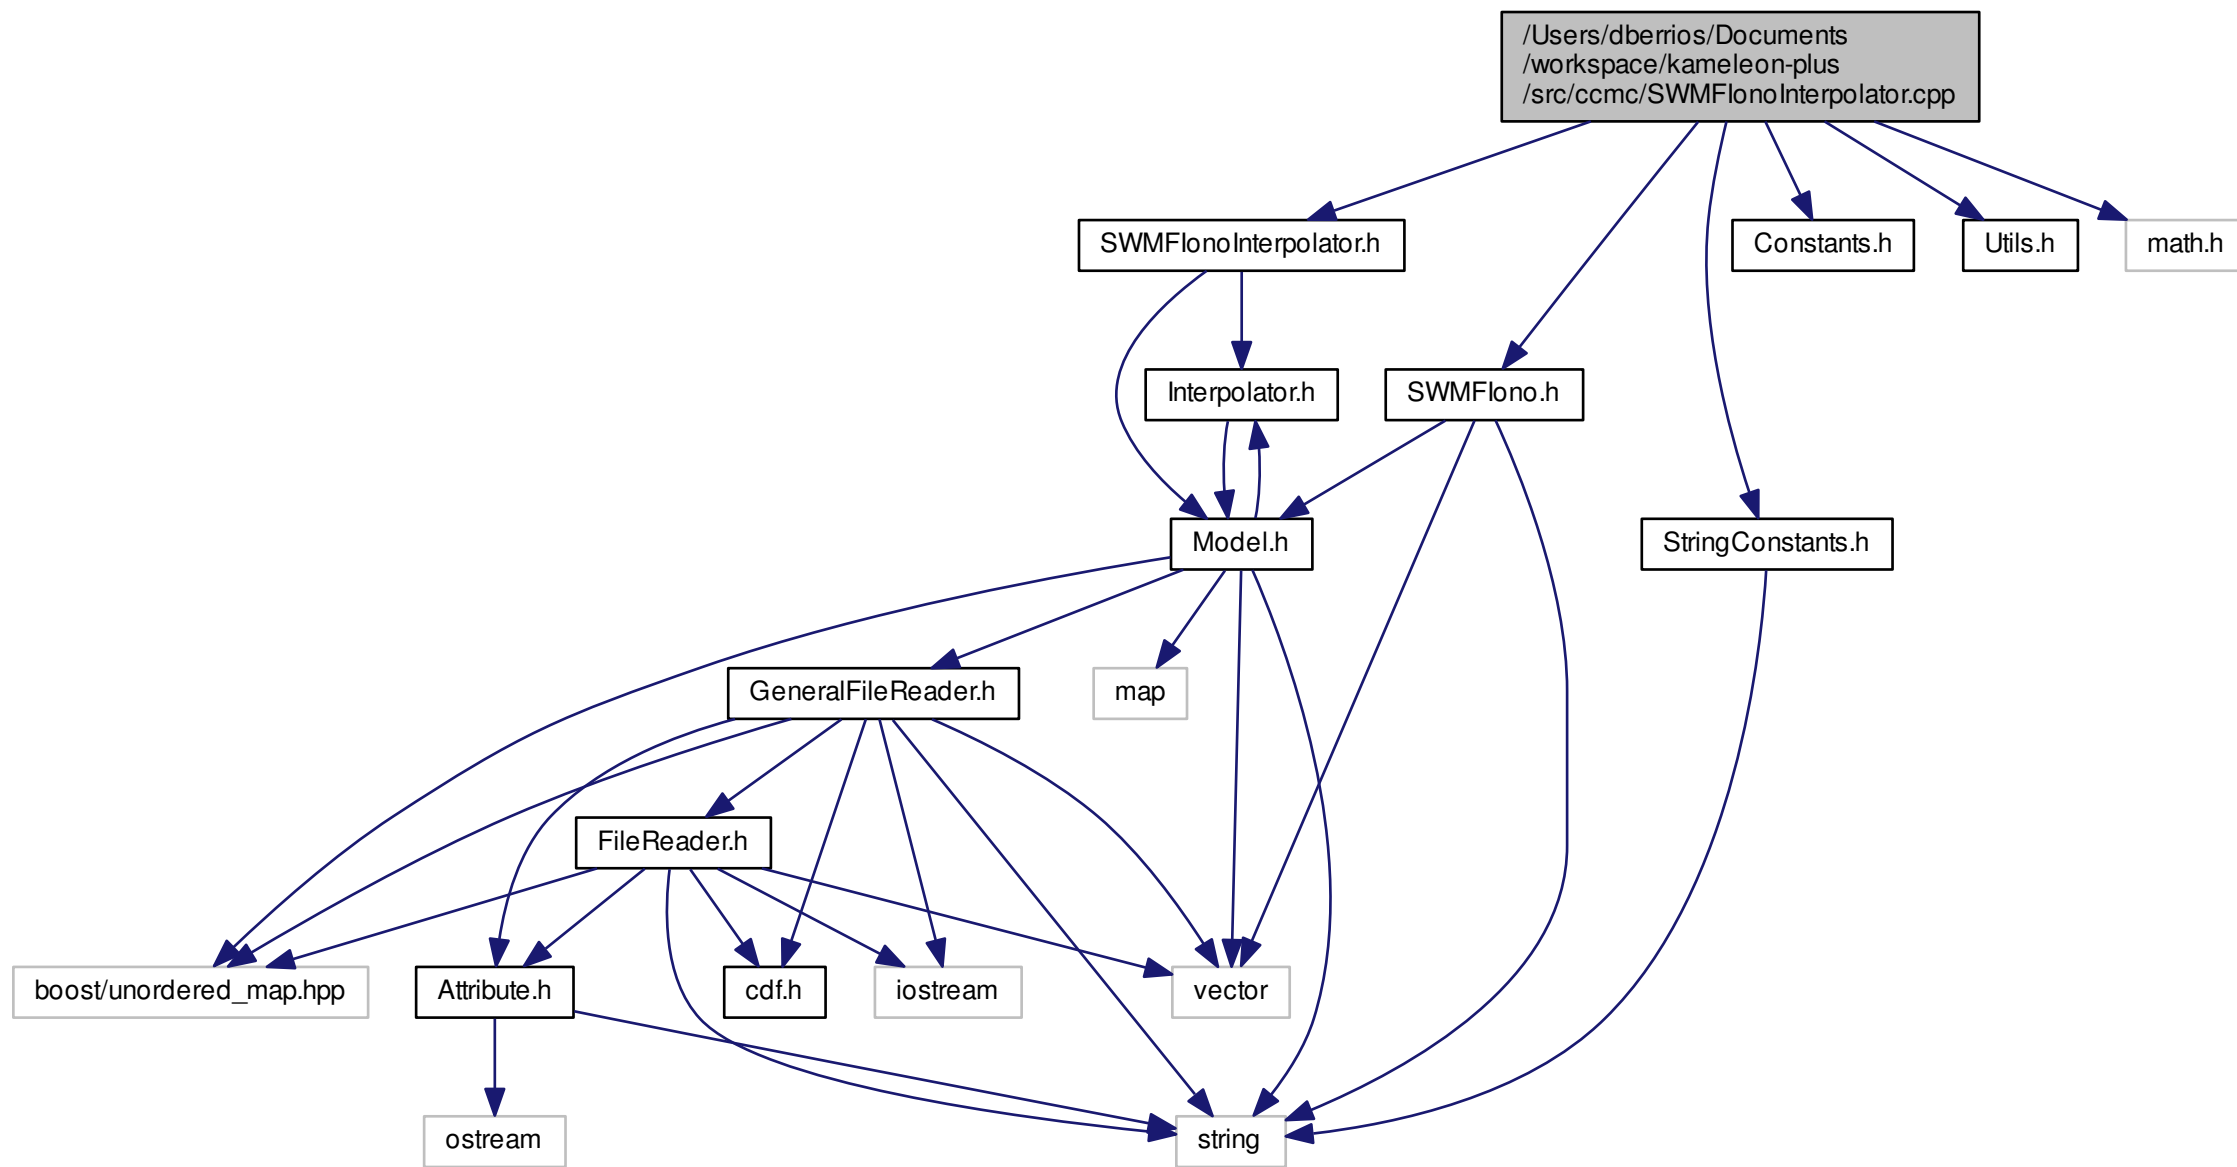 /Users/dberrios/Documents
/workspace/kameleon-plus
/src/ccmc/SWMFIonoInterpolator.cpp
SWMFIonoInterpolator.h
Constants.h
Utils.h
math.h
Interpolator.h
SWMFIono.h
Model.h
StringConstants.h
GeneralFileReader.h
map
FileReader.h
boost/unordered_map.hpp
Attribute.h
cdf.h
iostream
vector
ostream
string